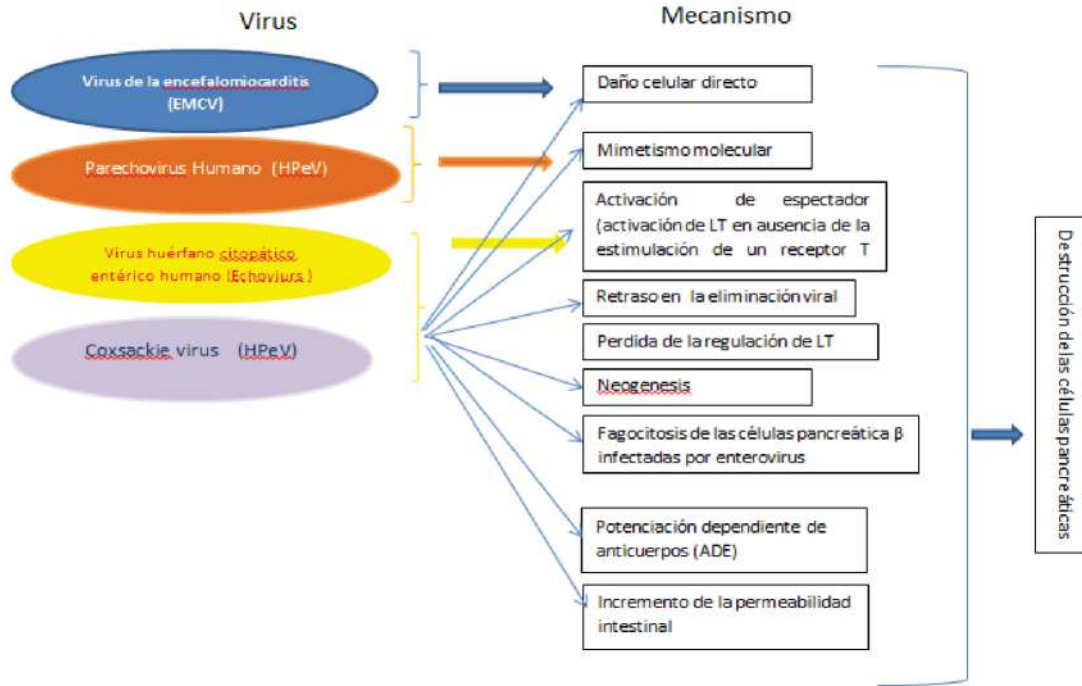 Virus
Mecanismo
Virus de la encefalomiocarditis
(EMCV)
Parechovirus Humano (HPeV)
Virus huérfano citopático
entérico humano (Echovjurs )
Coxsackie virus (HPeV)
Daño celular directo
Mimetismo molecular
Activación de espectador
(activación de LT en ausencia de la
estimulación de un receptor T
Retraso en la eliminación viral
Perdida de la regulación de LT
Neogenesis
Fagocitosis de las células pancreática β
infectadas por enterovirus
Potenciación dependiente de
anticuerpos (ADE)
Incremento de la permeabilidad
intestinal
Destrucción de las células pancreáticas